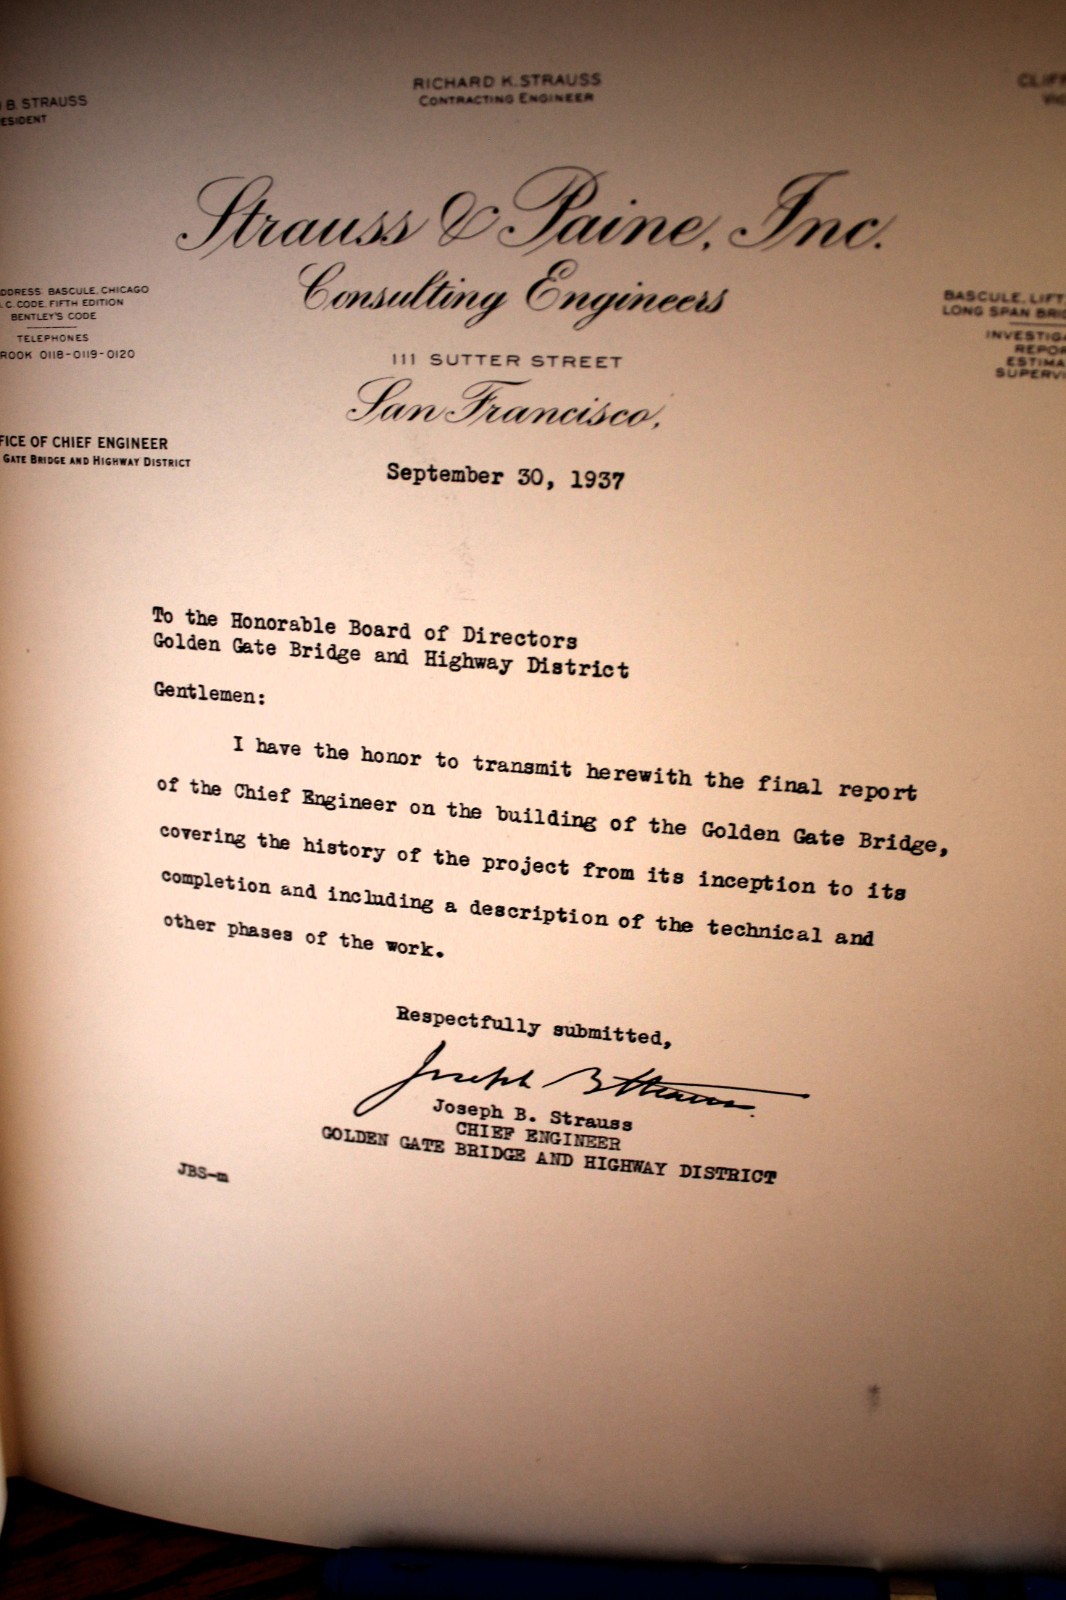 B. STRAUSS
RICHARD K. STRAUSS
CONTRACTING ENGINEER
Strauss & Paine, Inc.
Consulting Engineers
BASCULE, CHICAGO
C. CODE, FIFTH EDITION
BENTLEY'S CODE
TELEPHONES
0118-0119-0120
BASCULE, LIFT,
LONG SPAN
111 SUTTER STREET
San Francisco,
OF CHIEF ENGINEER
GATE BRIDGE AND HIGHWAY DISTRICT
September 30, 1937
To the Honorable Board of Directors
Golden Gate Bridge and Highway District
Gentlemen:
I have the honor to transmit herewith the final report
of the Chief Engineer on the building of the Golden Gate Bridge,
covering the history of the project from its inception to its
completion and including a description of the technical and
other phases of the work.
Respectfully submitted,
Joseph B Strauss
Joseph B. Strauss
CHIEF ENGINEER
GOLDEN GATE BRIDGE AND HIGHWAY DISTRICT
JBS-m